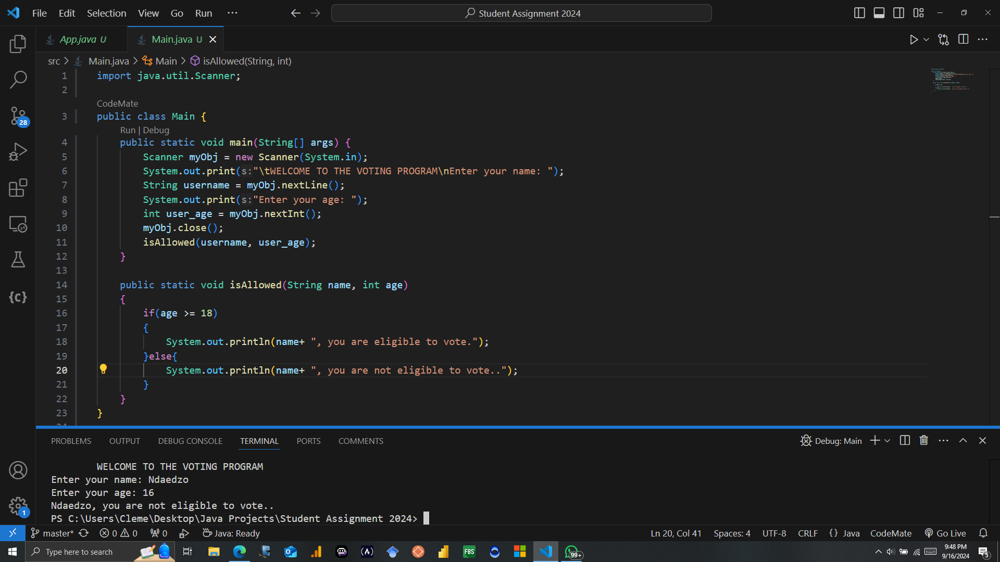 File Edit Selection View Go Run ··· Student Assignment 2024
App.java U Main.java U
src > Main.java > Main > isAllowed(String, int)
1 import java.util.Scanner;
2
CodeMate
3 public class Main {
Run | Debug
4 public static void main(String[] args) {
5 Scanner myObj = new Scanner(System.in);
6 System.out.print(s:"\tWELCOME TO THE VOTING PROGRAM\nEnter your name: ");
7 String username = myObj.nextLine();
8 System.out.print(s:"Enter your age: ");
9 int user_age = myObj.nextInt();
10 myObj.close();
11 isAllowed(username, user_age);
12 }
13
14 public static void isAllowed(String name, int age)
15 {
16 if(age >= 18)
17 {
18 System.out.println(name+ ", you are eligible to vote.");
19 }else{
20 System.out.println(name+ ", you are not eligible to vote..");
21 }
22 }
23 }
28
PROBLEMS OUTPUT DEBUG CONSOLE TERMINAL PORTS COMMENTS Debug: Main
WELCOME TO THE VOTING PROGRAM
Enter your name: Ndaedzo
Enter your age: 16
Ndaedzo, you are not eligible to vote..
PS C:\Users\Cleme\Desktop\Java Projects\Student Assignment 2024>
1
master* 0 0 0 Java: Ready Ln 20, Col 41 Spaces: 4 UTF-8 CRLF {} Java CodeMate Go Live
Type here to search FBS 99+ 9:48 PM
9/16/2024 5